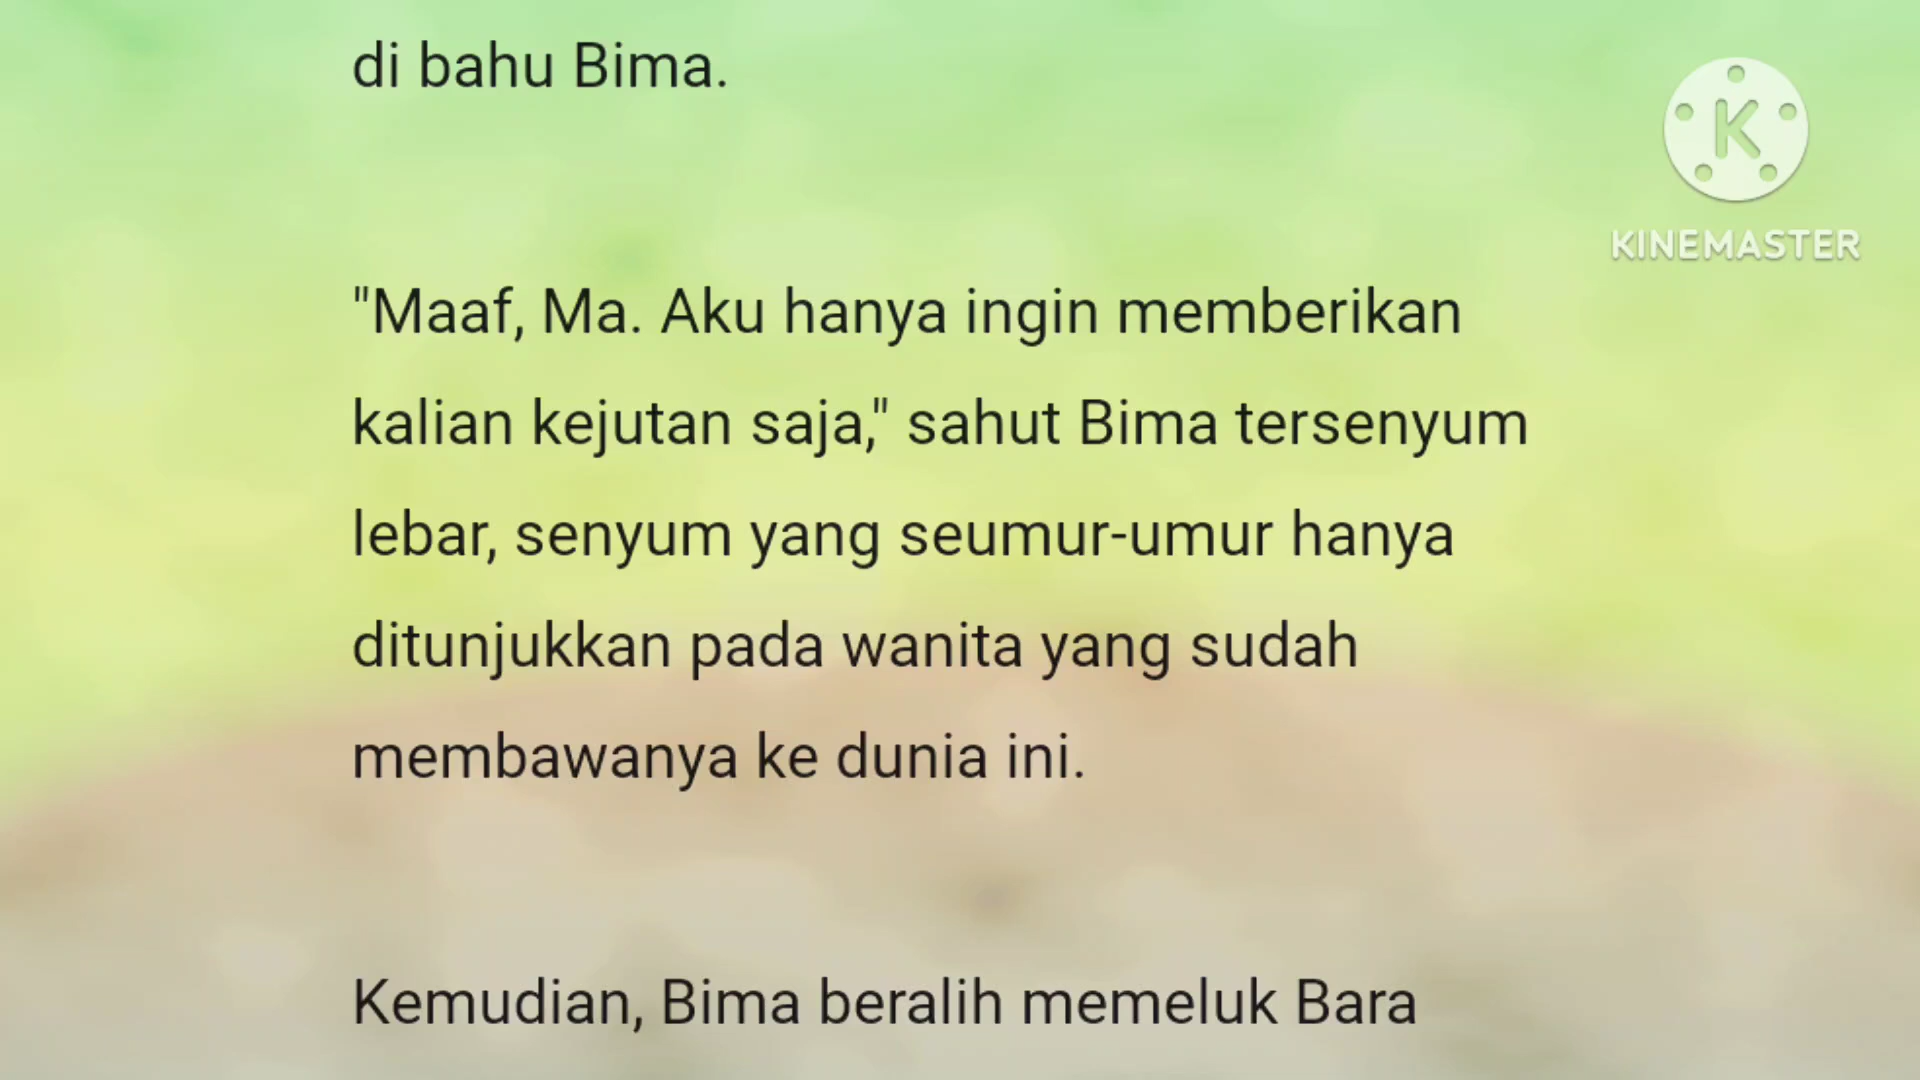 di bahu Bima.
K
KINEMASTER
"Maaf, Ma. Aku hanya ingin memberikan
kalian kejutan saja," sahut Bima tersenyum
lebar, senyum yang seumur-umur hanya
ditunjukkan pada wanita yang sudah
membawanya ke dunia ini.
Kemudian, Bima beralih memeluk Bara